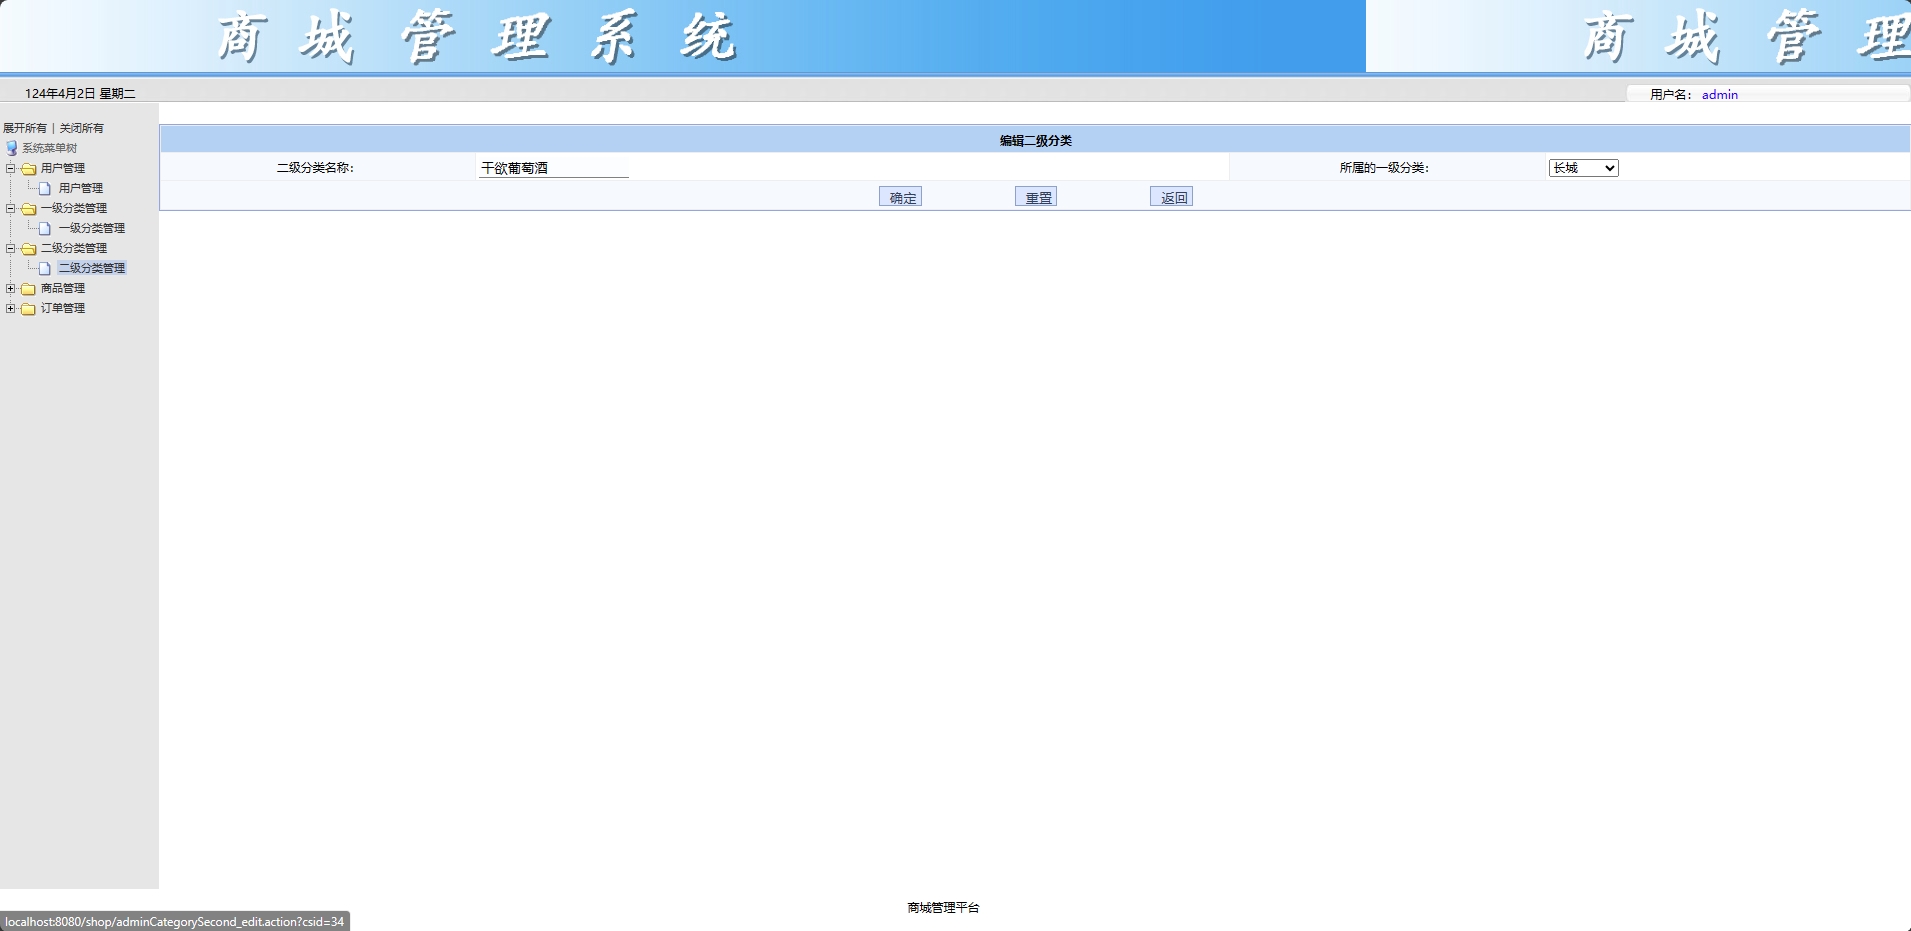 商城管理系统 商城管理
124年4月2日 星期二 用户名： admin
展开所有 | 关闭所有
系统菜单树
用户管理
用户管理
一级分类管理
一级分类管理
二级分类管理
二级分类管理
商品管理
订单管理
编辑二级分类
二级分类名称： 干欲葡萄酒 所属的一级分类： 长城
确定 重置 返回
商城管理平台
localhost:8080/shop/adminCategorySecond_edit.action?csid=34